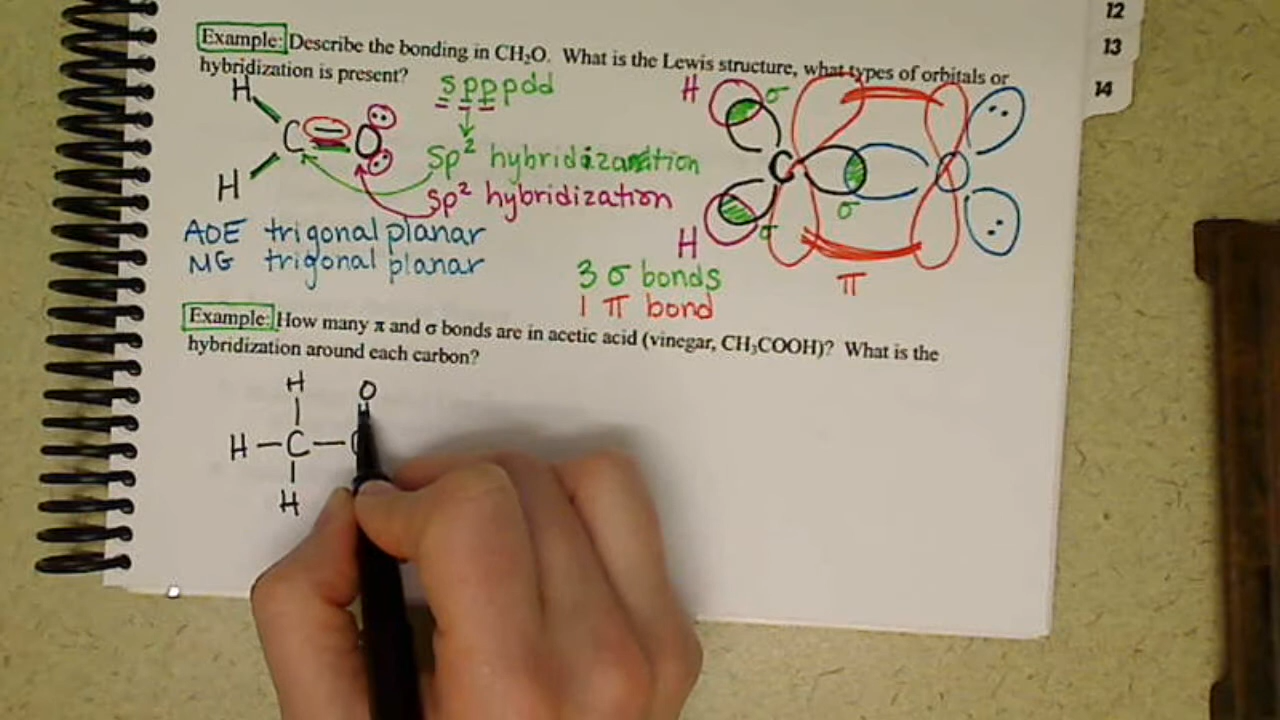 12
13
14
Example: Describe the bonding in CH₂O. What is the Lewis structure, what types of orbitals or
hybridization is present?
s p p p d d
H
C = O
H
sp² hybridization
sp² hybridization
AOE trigonal planar
MG trigonal planar
H σ
C σ
H σ
3 σ bonds
1 π bond
π
Example: How many π and σ bonds are in acetic acid (vinegar, CH₃COOH)? What is the
hybridization around each carbon?
H O
H – C –
H